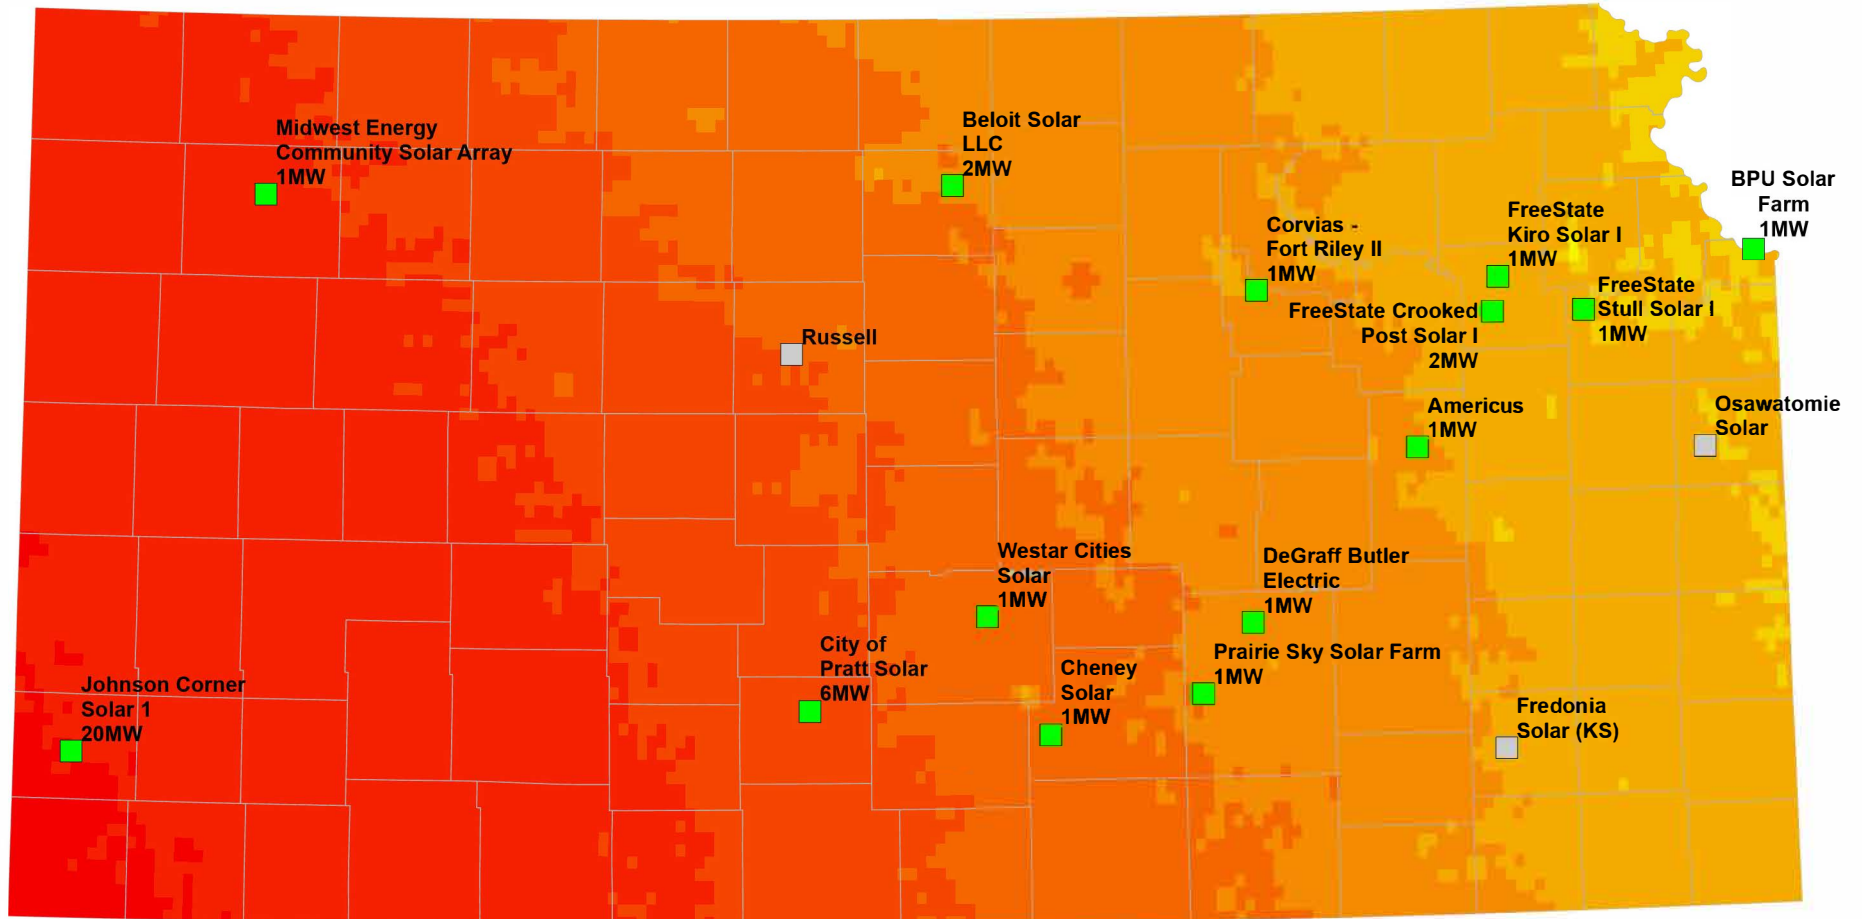 Midwest Energy
Community Solar Array
1MW
Beloit Solar
LLC
2MW
BPU Solar
Farm
1MW
Corvias -
Fort Riley II
1MW
FreeState
Kiro Solar I
1MW
FreeState
Stull Solar I
1MW
FreeState Crooked
Post Solar I
2MW
Russell
Americus
1MW
Osawatomie
Solar
Westar Cities
Solar
1MW
DeGraff Butler
Electric
1MW
City of
Pratt Solar
6MW
Cheney
Solar
1MW
Prairie Sky Solar Farm
1MW
Johnson Corner
Solar 1
20MW
Fredonia
Solar (KS)